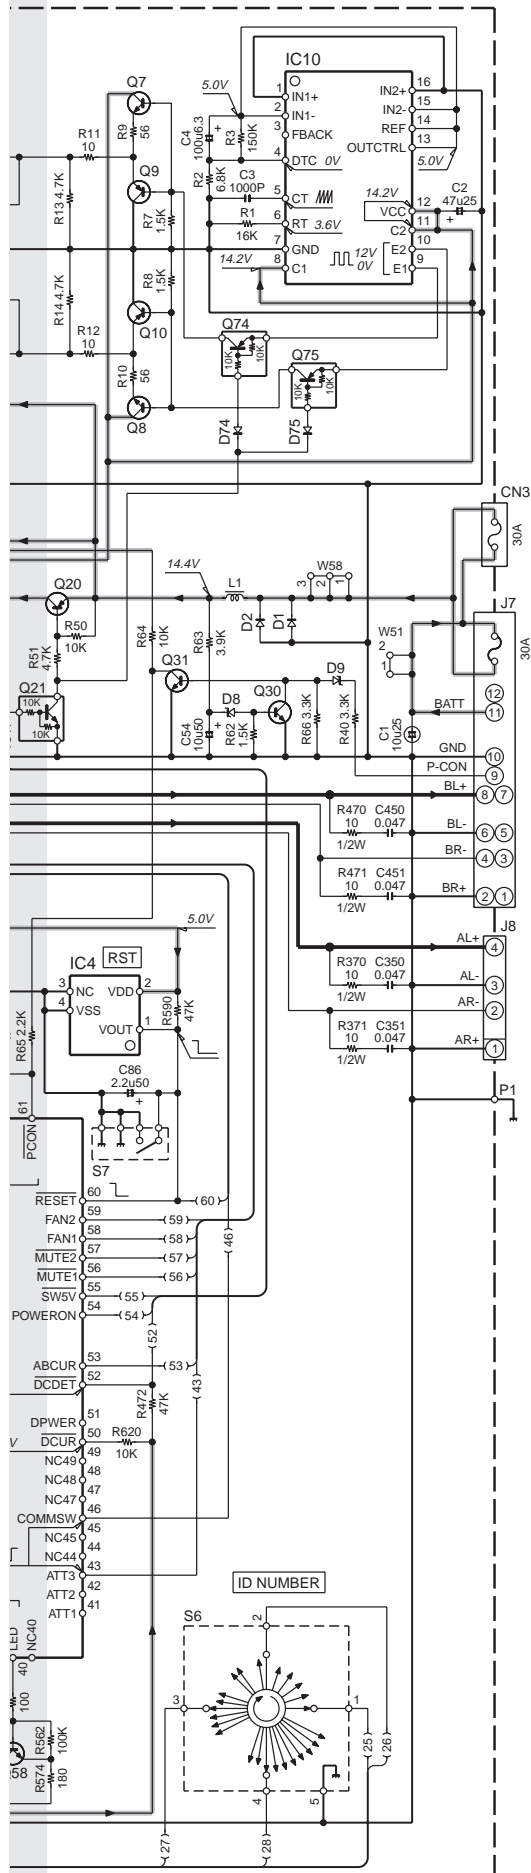 IC10
Q7
5.0V
1
IN1+
IN2+
16
2
IN1-
IN2-
15
3
FBACK
REF
14
OUTCTRL
13
4
DTC 0V
5.0V
R9
56
C4
100u6.3
R3
150K
R11
10
R2
6.8K
C3
1000P
5
CT
14.2V
12
VCC
C2
47u25
+
11
C2
R1
16K
6
RT 3.6V
7
GND
12V
0V
E2
10
8
C1
E1
9
14.2V
Q9
R13 4.7K
R7
1.5K
R8
1.5K
R14 4.7K
Q10
R12
10
R10
56
Q8
Q74
10K
10K
Q75
10K
10K
D74
D75
CN3
30A
J7
30A
14.4V
L1
W58
3
2
1
Q20
R50
10K
R51
4.7K
R64
10K
R63
3.9K
D2
D1
W51
2
1
Q31
Q21
10K
10K
D8
Q30
D9
C54
10u50
+
R62
1.5K
R66 3.3K
R40 3.3K
C1
10u25
12
BATT
11
GND
10
P-CON
9
BL+
8
7
R470
10
1/2W
C450
0.047
BL-
6
5
BR-
4
3
R471
10
1/2W
C451
0.047
BR+
2
1
J8
AL+
4
R370
10
1/2W
C350
0.047
AL-
3
AR-
2
R371
10
1/2W
C351
0.047
AR+
1
P1
5.0V
IC4
RST
3
NC
VDD
2
4
VSS
VOUT
1
R590
47K
R65 2.2K
C86
2.2u50
+
61
PCON
S7
RESET
60
60
FAN2
59
59
FAN1
58
58
MUTE2
57
57
MUTE1
56
56
46
SW5V
55
55
POWERON
54
54
52
ABCUR
53
53
DCDET
52
43
R472
47K
DPWER
51
DCUR
50
R620
10K
V
NC49
49
NC48
48
NC47
47
COMMSW
46
NC45
45
NC44
44
ATT3
43
ATT2
42
ATT1
41
LED
NC40
40
100
R562
100K
R574
180
58
ID NUMBER
S6
2
3
1
4
5
25
26
27
28